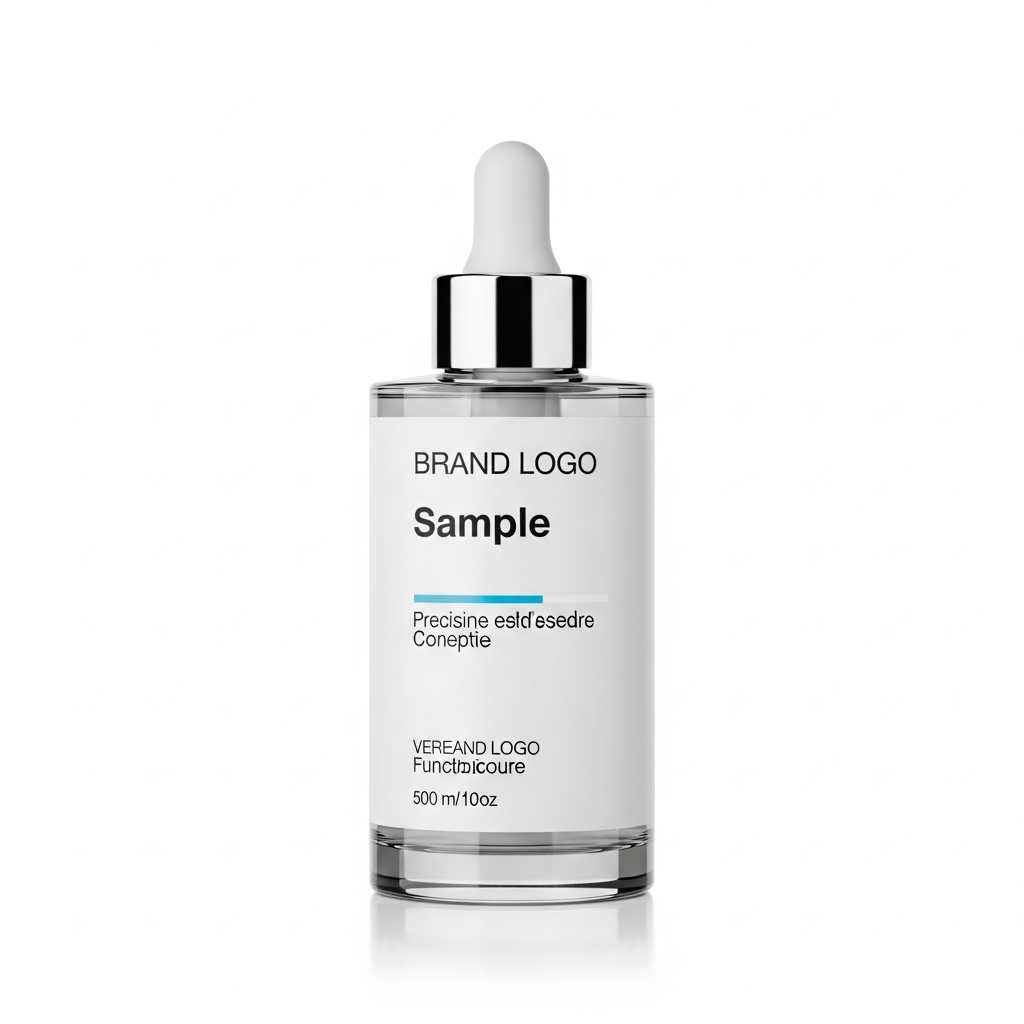 BRAND LOGO
Sample
Precisine
Coneptie
VEREAND LOGO
500 m/10oz